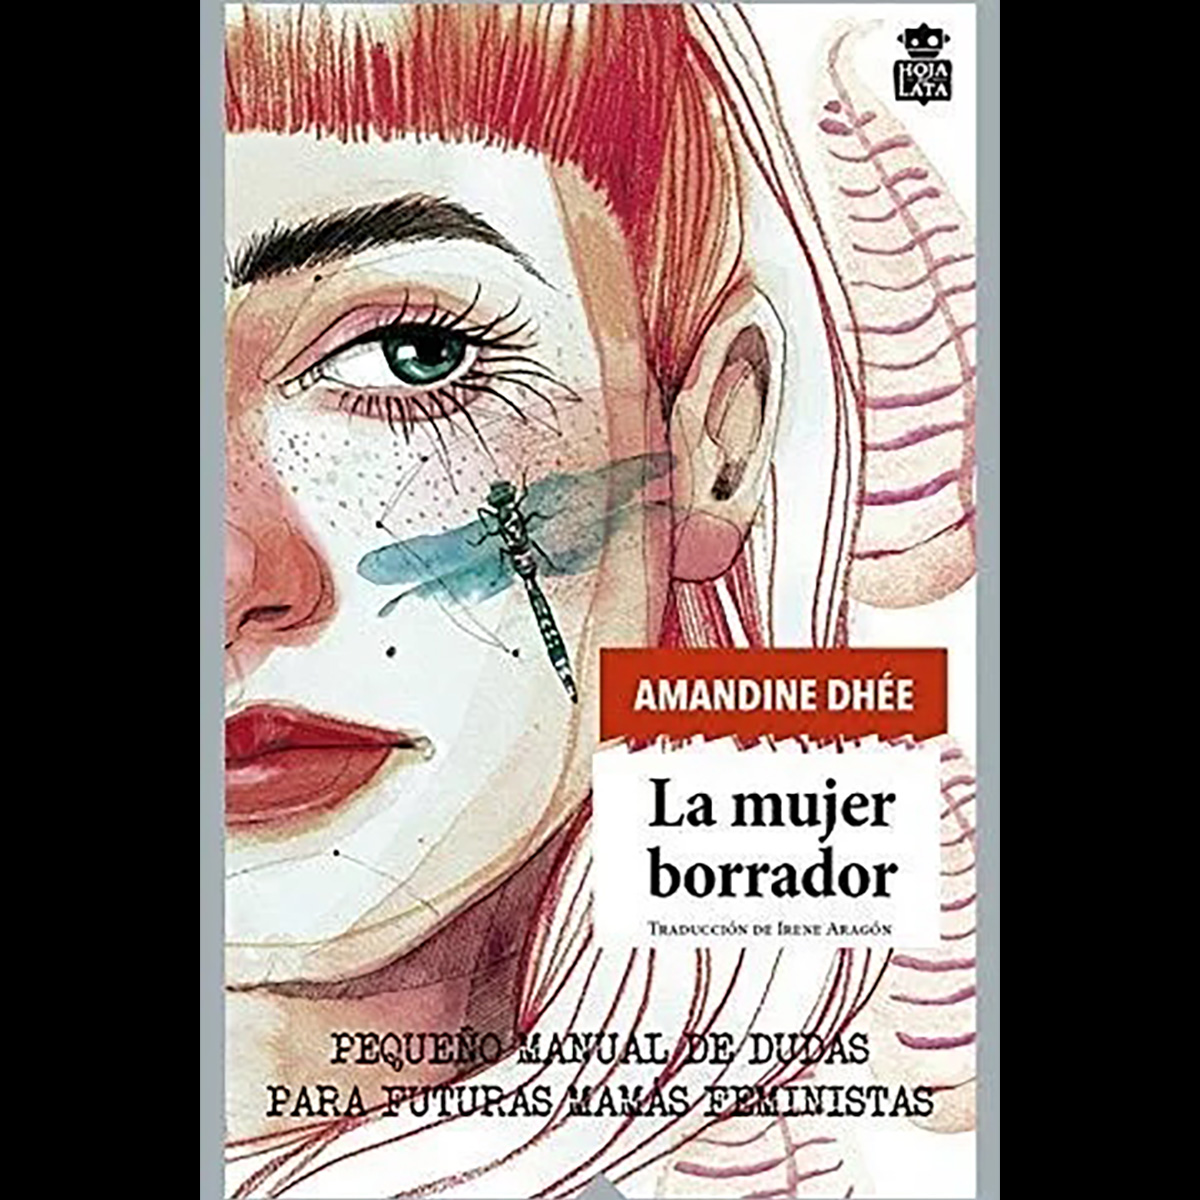 HOJA
DE
LATA
AMANDINE DHÉE
La mujer
borrador
Traducción de Irene Aragón
PEQUEÑO MANUAL DE DUDAS
PARA FUTURAS MAMÁS FEMINISTAS